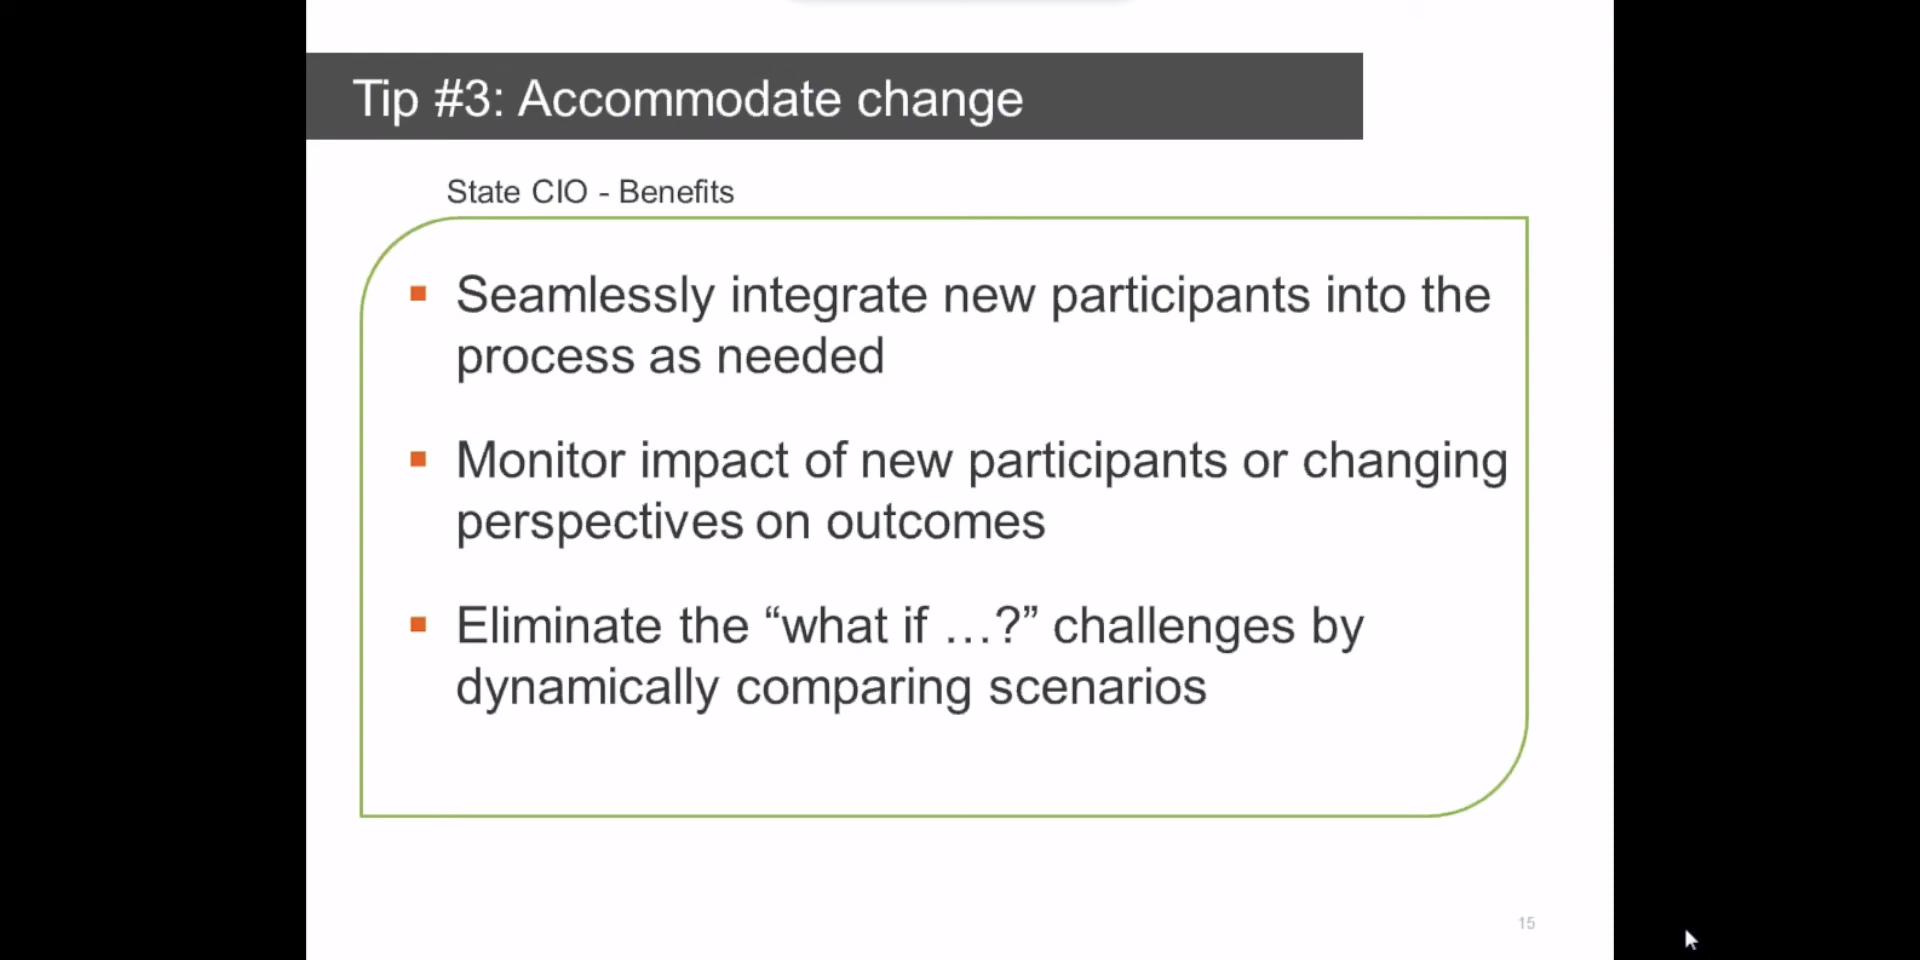 Tip #3: Accommodate change
State CIO - Benefits
Seamlessly integrate new participants into the
process as needed
Monitor impact of new participants or changing
perspectives on outcomes
Eliminate the “what if …?” challenges by
dynamically comparing scenarios
15